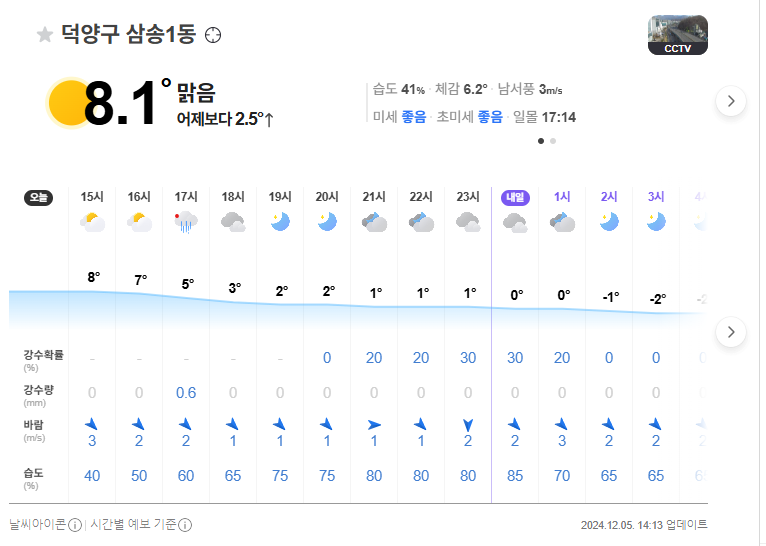 덕양구 삼송1동
CCTV
8.1° 맑음
어제보다 2.5°↑
습도 41% · 체감 6.2° · 남서풍 3m/s
미세 좋음 · 초미세 좋음 · 일몰 17:14
오늘 15시 16시 17시 18시 19시 20시 21시 22시 23시 내일 1시 2시 3시
8° 7° 5° 3° 2° 2° 1° 1° 1° 0° 0° -1° -2°
강수확률 - - - - - 0 20 20 30 30 20 0 0
(%)
강수량 0 0 0.6 0 0 0 0 0 0 0 0 0 0
(mm)
바람
(m/s) 3 2 2 1 1 1 1 1 2 2 3 2 2
습도 40 50 60 65 75 75 80 80 80 85 70 65 65
(%)
날씨아이콘 | 시간별 예보 기준
2024.12.05. 14:13 업데이트